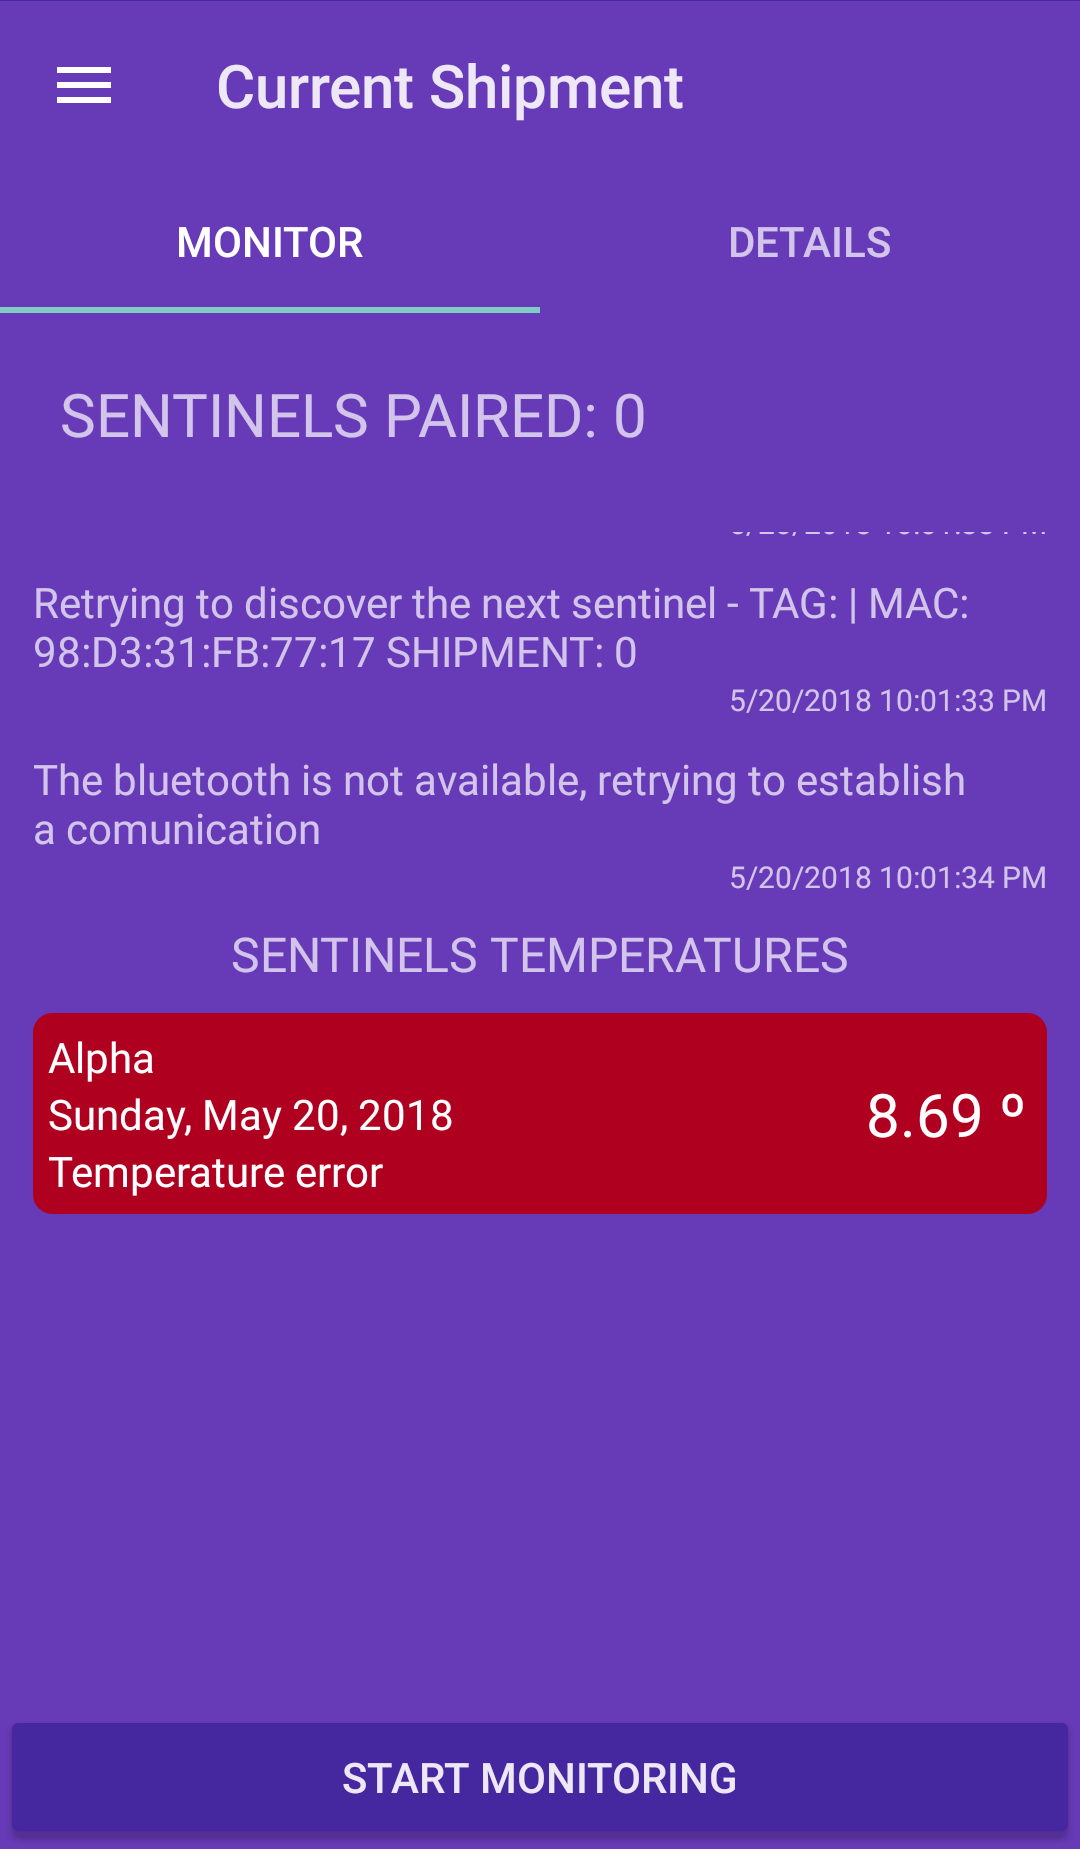 Current Shipment
MONITOR
DETAILS
SENTINELS PAIRED: 0
Retrying to discover the next sentinel - TAG: | MAC:
98:D3:31:FB:77:17 SHIPMENT: 0
5/20/2018 10:01:33 PM
The bluetooth is not available, retrying to establish
a comunication
5/20/2018 10:01:34 PM
SENTINELS TEMPERATURES
Alpha
Sunday, May 20, 2018
8.69 º
Temperature error
START MONITORING